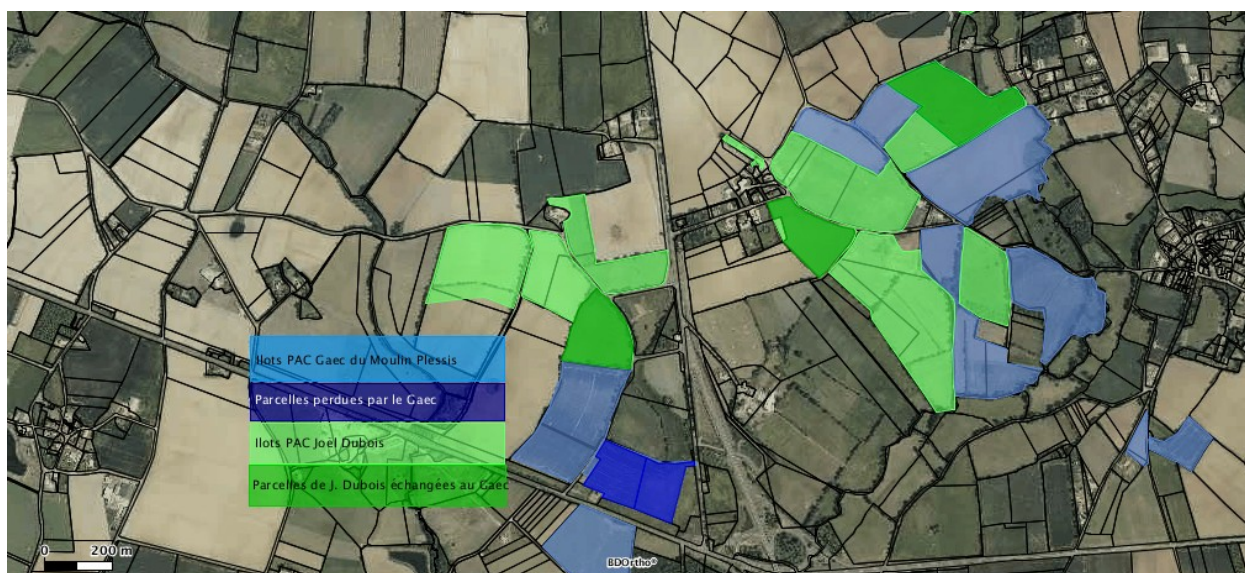 Ilots PAC Gaec du Moulin Plessis
Parcelles perdues par le Gaec
Ilots PAC Joël Dubois
Parcelles de J. Dubois échangées au Gaec
0 200 m
BDOrtho®